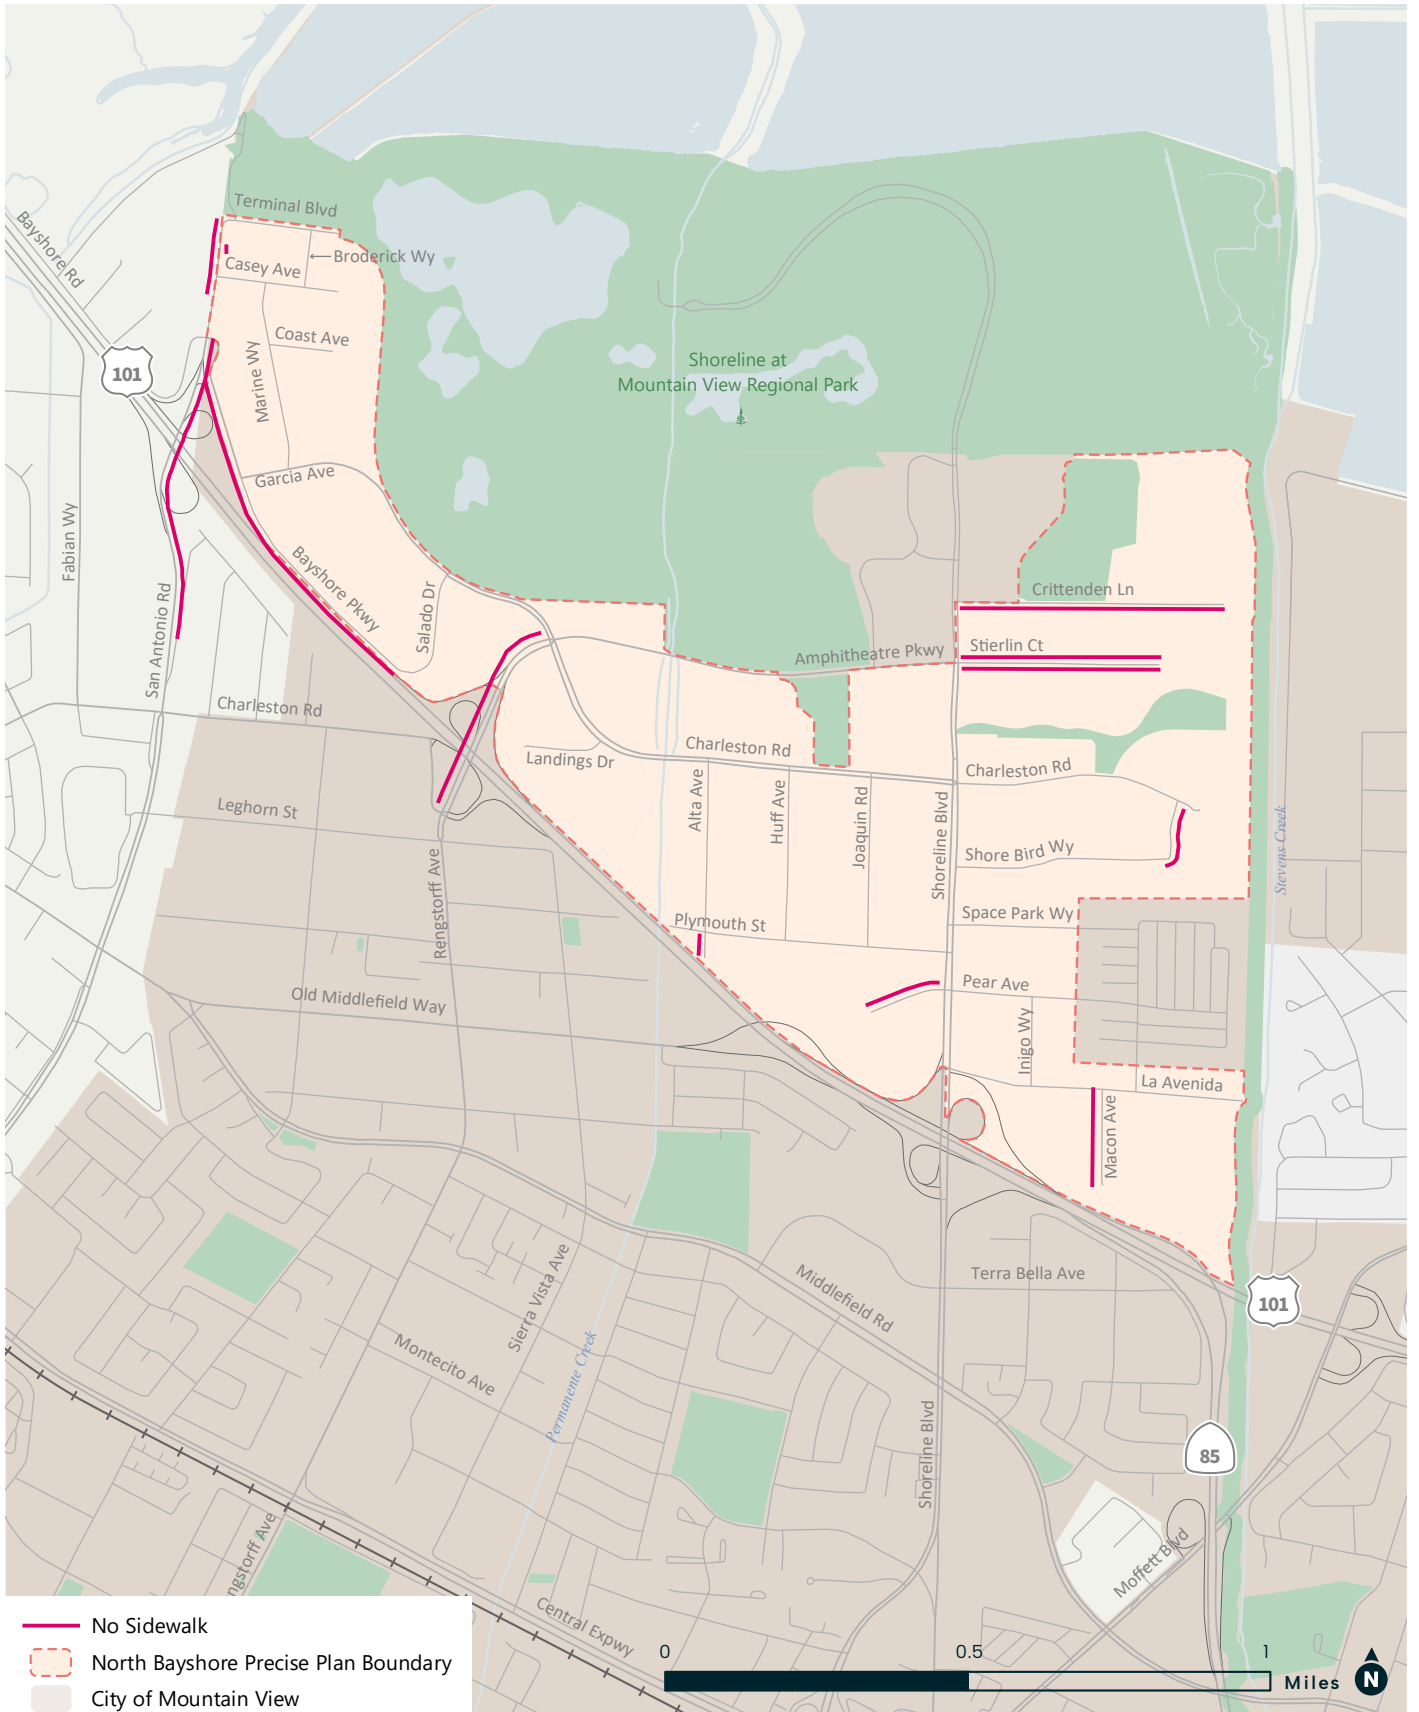 Terminal Blvd
Bayshore Rd
Broderick Wy
Casey Ave
Coast Ave
Marine Wy
101
Shoreline at
Mountain View Regional Park
Garcia Ave
Fabian Wy
Bayshore Pkwy
Salado Dr
San Antonio Rd
Crittenden Ln
Stierlin Ct
Amphitheatre Pkwy
Charleston Rd
Charleston Rd
Charleston Rd
Landings Dr
Alta Ave
Huff Ave
Joaquin Rd
Shoreline Blvd
Leghorn St
Shore Bird Wy
Stevens Creek
Rengstorff Ave
Plymouth St
Space Park Wy
Pear Ave
Old Middlefield Way
Inigo Wy
La Avenida
Macon Ave
Sierra Vista Ave
Middlefield Rd
Terra Bella Ave
101
Montecito Ave
Permanente Creek
Shoreline Blvd
85
Moffett Blvd
ngstorff Ave
Central Expwy
No Sidewalk
North Bayshore Precise Plan Boundary
City of Mountain View
0 0.5 1
Miles
N